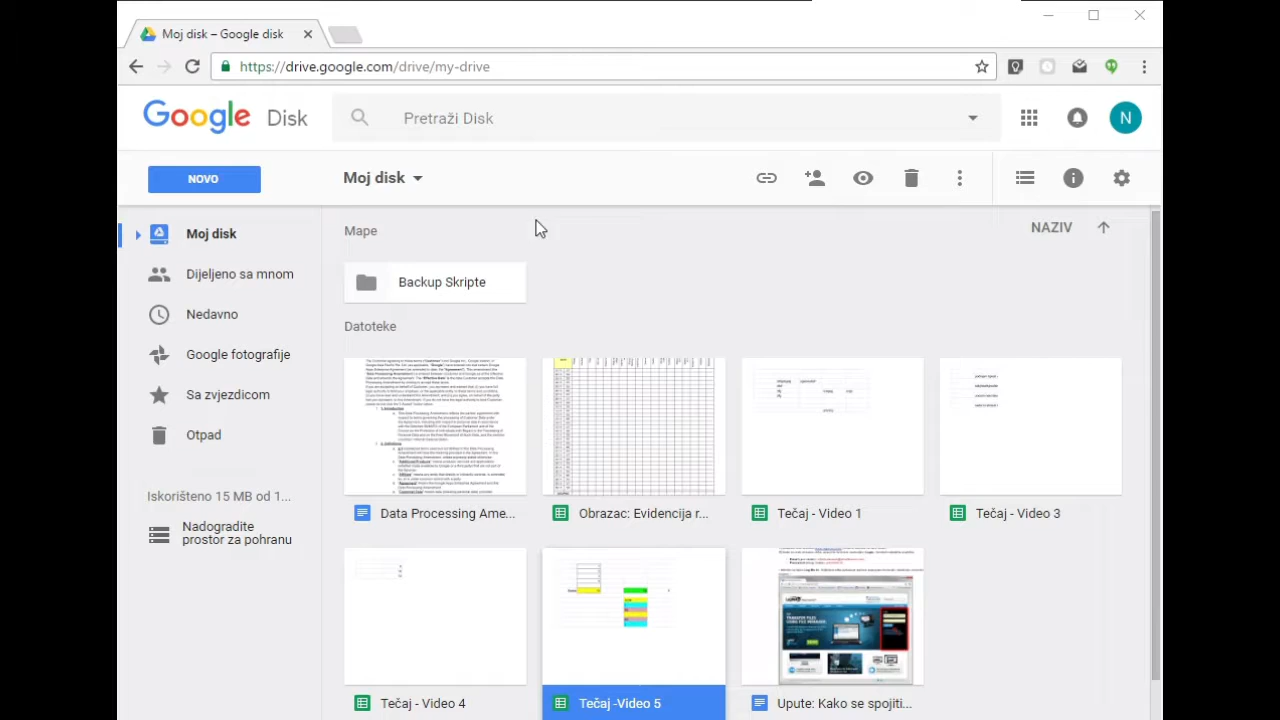 Moj disk – Google disk
https://drive.google.com/drive/my-drive
Google Disk
Pretraži Disk
N
NOVO
Moj disk
Moj disk
Dijeljeno sa mnom
Nedavno
Google fotografije
Sa zvjezdicom
Otpad
Iskorišteno 15 MB od 1...
Nadogradite
prostor za pohranu
Mape
NAZIV
Backup Skripte
Datoteke
Data Processing Ame...
Obrazac: Evidencija r...
Tečaj - Video 1
Tečaj - Video 3
Tečaj - Video 4
Tečaj -Video 5
Upute: Kako se spojiti...